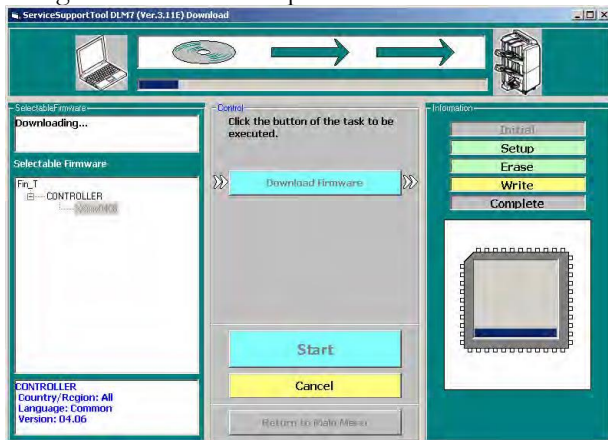 ServiceSupportTool DLM7 (Ver.3.11E) Download
SelectableFirmware
Downloading...
Selectable Firmware
Fin_T
CONTROLLER
CONTROLLER
Country/Region: All
Language: Common
Version: 04.06
Control
Click the button of the task to be
executed.
Download Firmware
Start
Cancel
Return to Main Menu
Information
Initial
Setup
Erase
Write
Complete